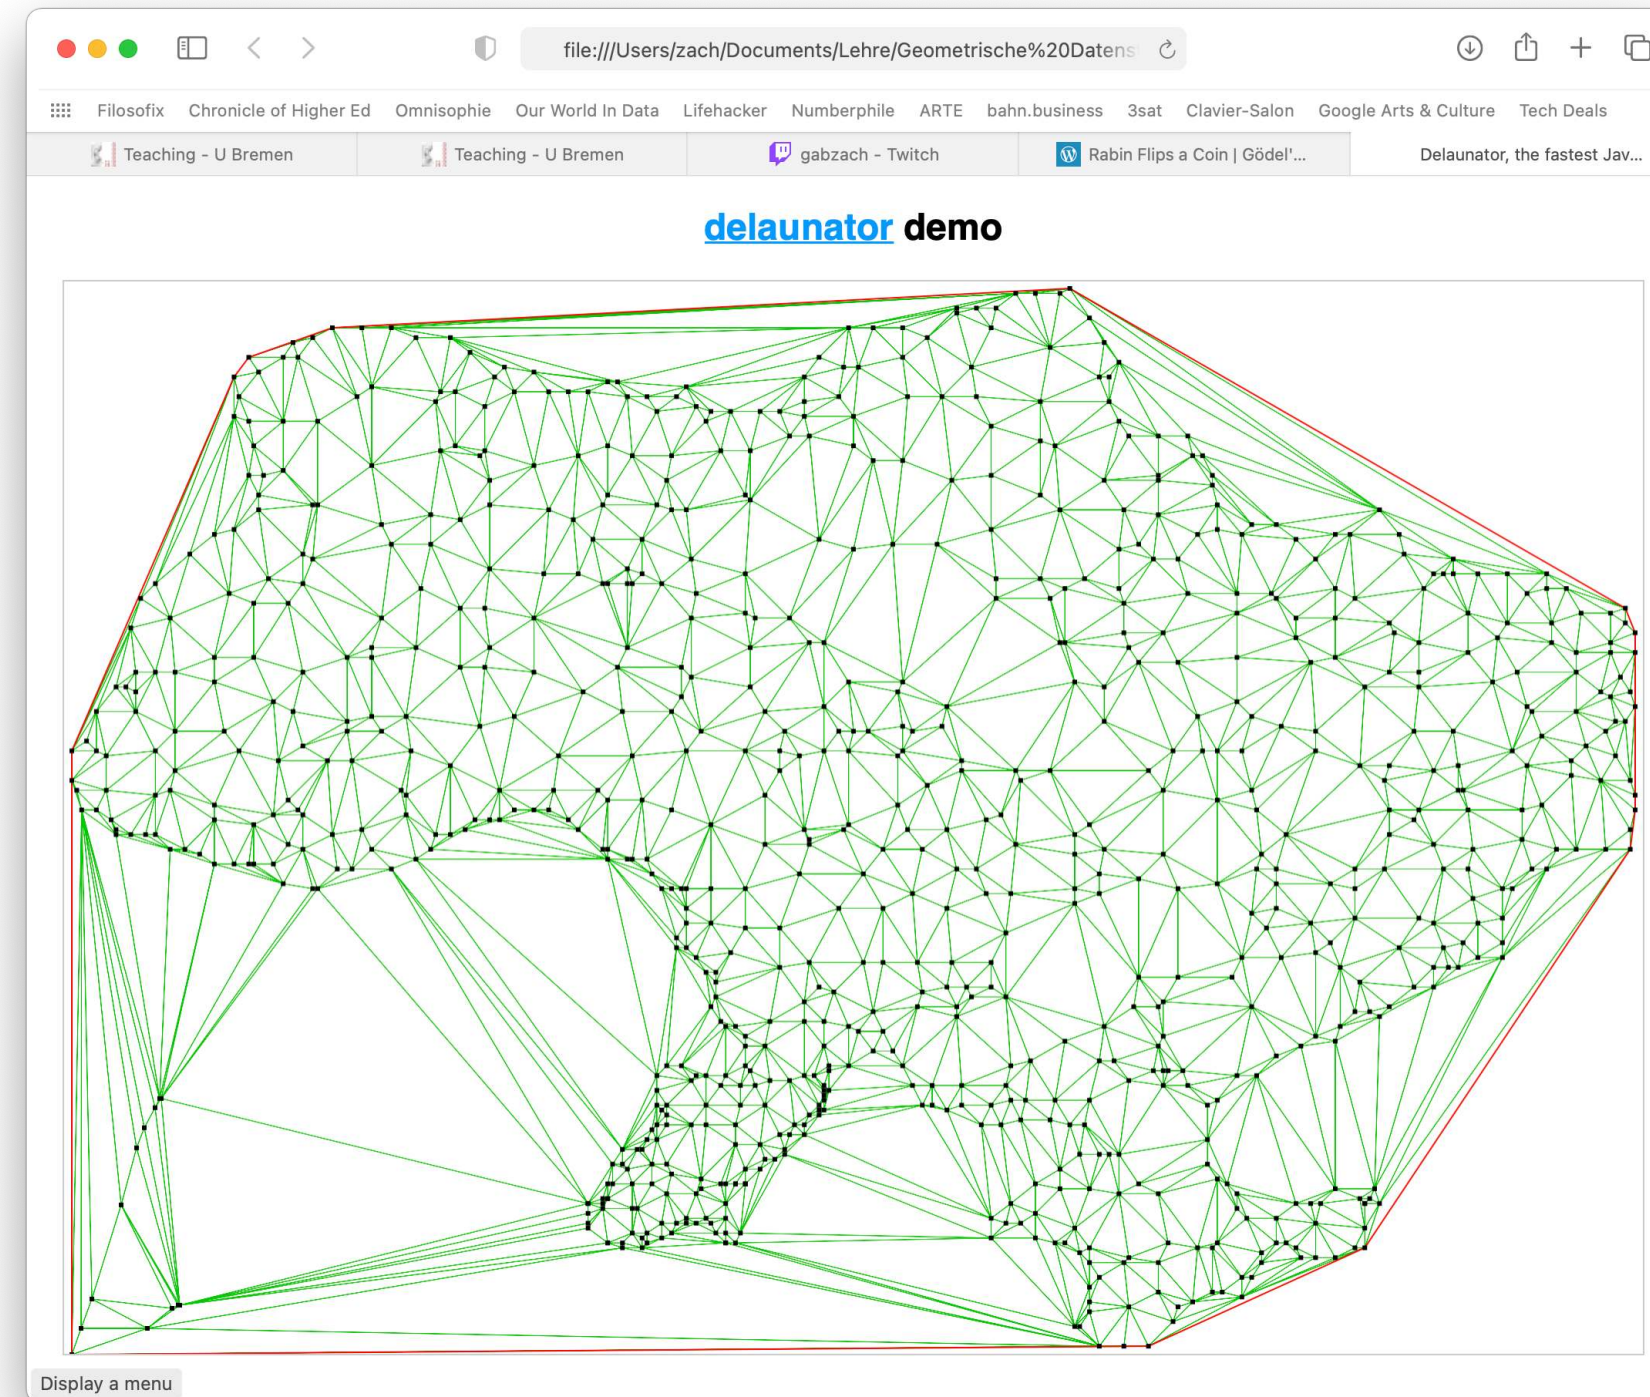 file:///Users/zach/Documents/Lehre/Geometrische%20Datens
Filosofix Chronicle of Higher Ed Omnisophie Our World In Data Lifehacker Numberphile ARTE bahn.business 3sat Clavier-Salon Google Arts & Culture Tech Deals
Teaching - U Bremen Teaching - U Bremen gabzach - Twitch Rabin Flips a Coin | Gödel'... Delaunator, the fastest Jav...
delaunator demo
Display a menu